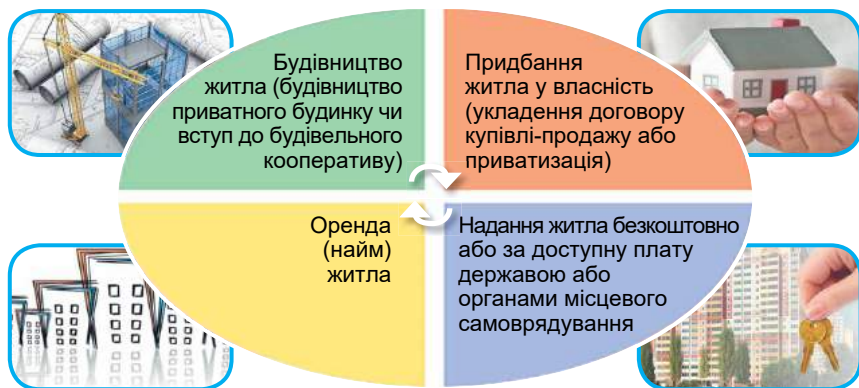 Будівництво
житла (будівництво
приватного будинку чи
вступ до будівельного
кооперативу)
Придбання
житла у власність
(укладення договору
купівлі-продажу або
приватизація)
Оренда
(найм)
житла
Надання житла безкоштовно
або за доступну плату
державою або
органами місцевого
самоврядування